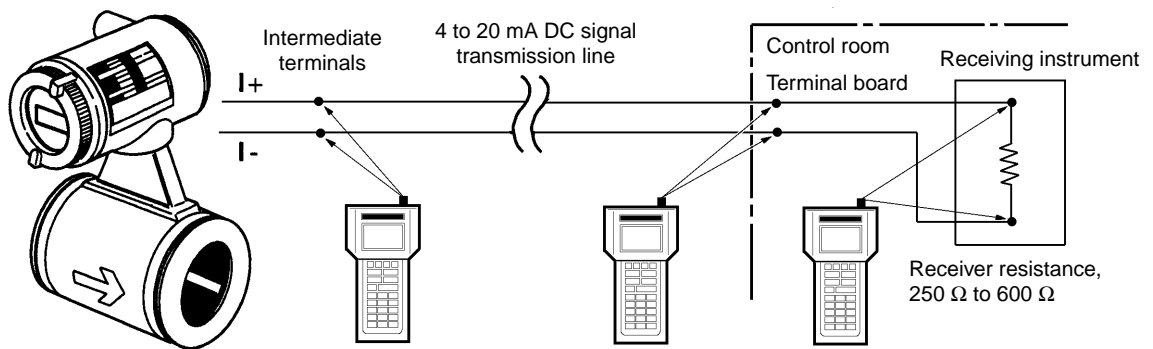 Intermediate
terminals
4 to 20 mA DC signal
transmission line
Control room
Terminal board
Receiving instrument
I+
I-
Receiver resistance,
250 Ω to 600 Ω